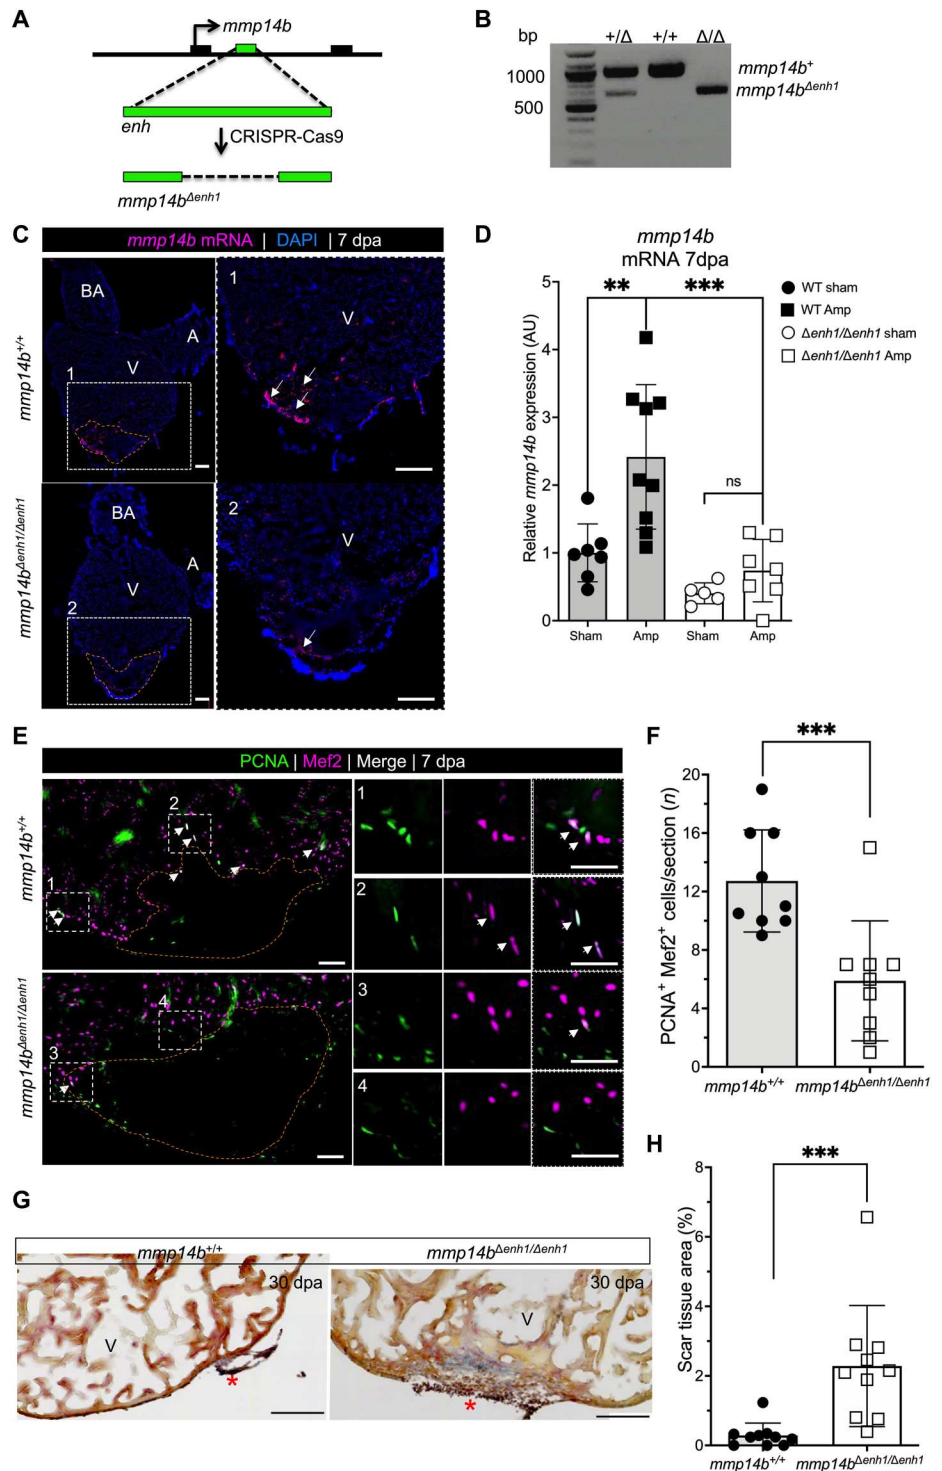 A
mmp14b
enh
CRISPR-Cas9
mmp14bΔenh1
B
bp
+/Δ +/+ Δ/Δ
1000
500
mmp14b+
mmp14bΔenh1
C
mmp14b mRNA | DAPI | 7 dpa
mmp14b+/+
BA
A
V
1
1
V
mmp14bΔenh1/Δenh1
BA
A
V
2
2
V
D
mmp14b
mRNA 7dpa
Relative mmp14b expression (AU)
5
4
3
2
1
0
** ***
ns
Sham Amp Sham Amp
WT sham
WT Amp
Δenh1/Δenh1 sham
Δenh1/Δenh1 Amp
E
PCNA | Mef2 | Merge | 7 dpa
mmp14b+/+
2
1
1
2
mmp14bΔenh1/Δenh1
4
3
3
4
F
***
PCNA+ Mef2+ cells/section (n)
20
16
12
8
4
0
mmp14b+/+ mmp14bΔenh1/Δenh1
G
mmp14b+/+ mmp14bΔenh1/Δenh1
30 dpa 30 dpa
V V
* *
H
***
Scar tissue area (%)
8
6
4
2
0
mmp14b+/+ mmp14bΔenh1/Δenh1